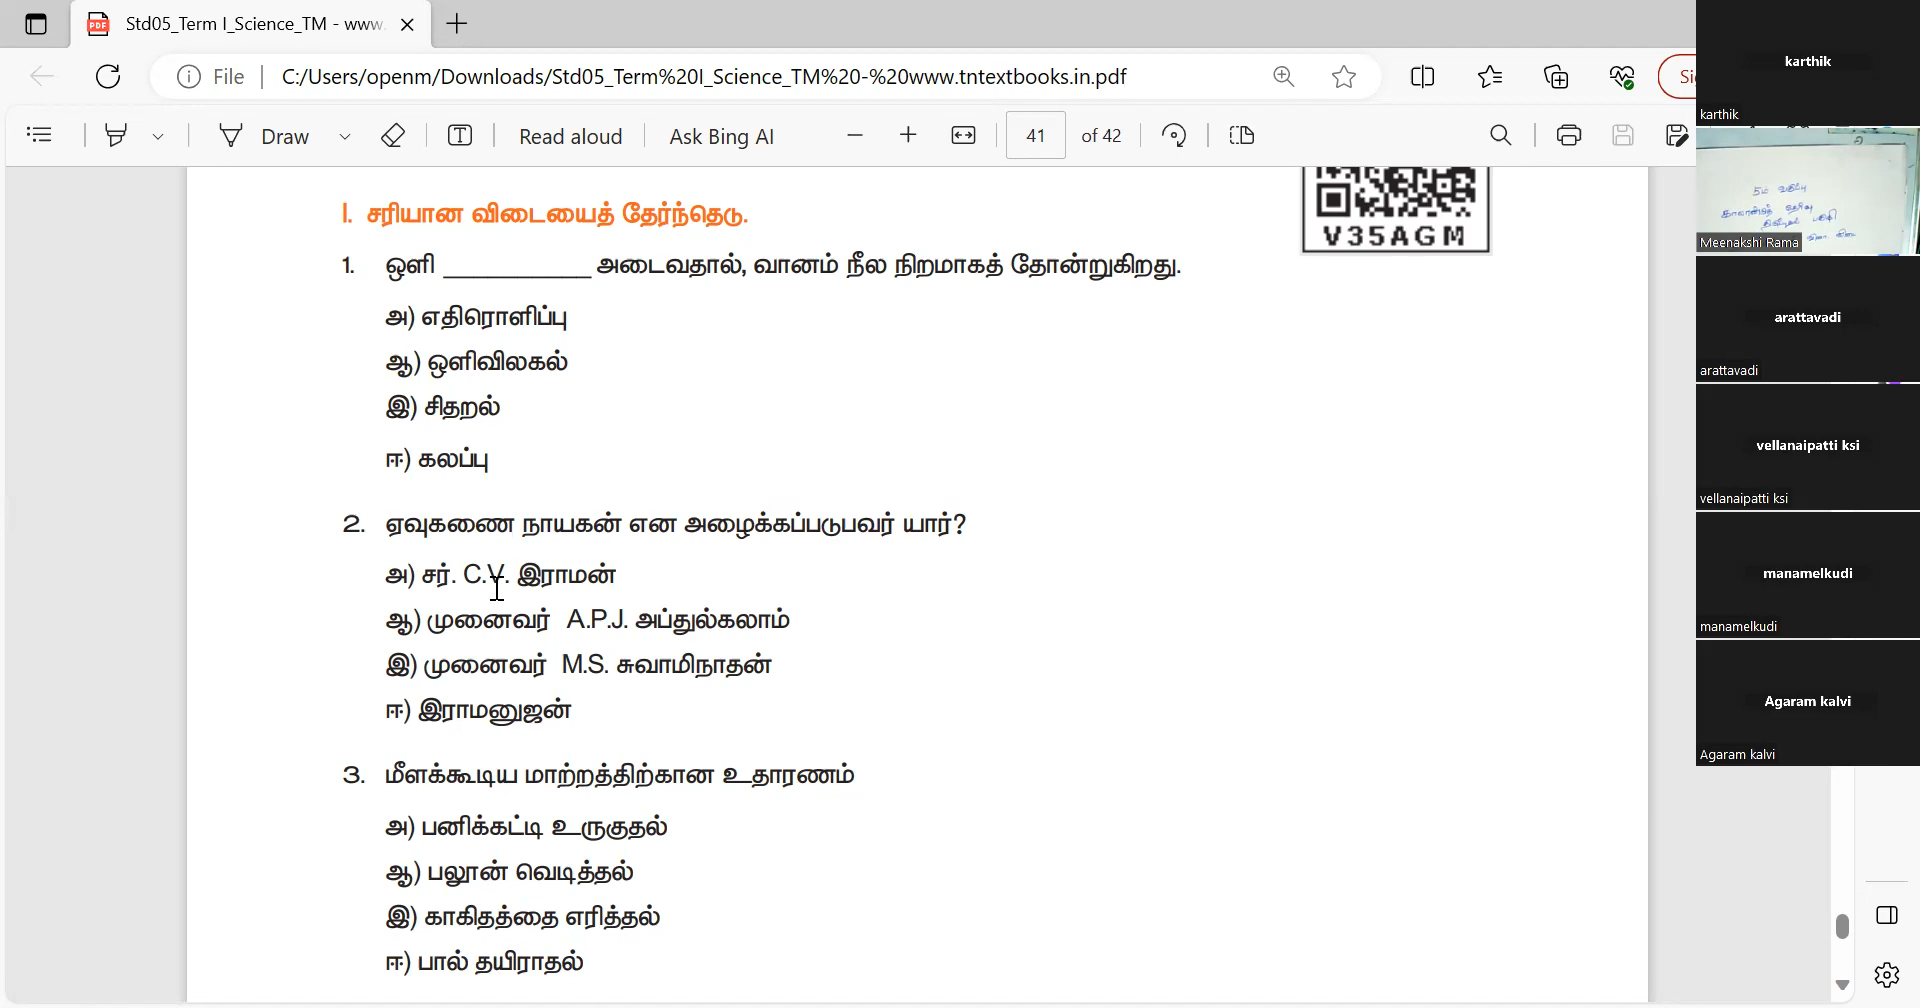 Std05_Term I_Science_TM - www.
File
C:/Users/openm/Downloads/Std05_Term%20I_Science_TM%20-%20www.tntextbooks.in.pdf
Draw
Read aloud
Ask Bing AI
41 of 42
V35AGM
I. சரியான விடையைத் தேர்ந்தெடு.
1. ஒளி ___________ அடைவதால், வானம் நீல நிறமாகத் தோன்றுகிறது.
அ) எதிரொளிப்பு
ஆ) ஒளிவிலகல்
இ) சிதறல்
ஈ) கலப்பு
2. ஏவுகணை நாயகன் என அழைக்கப்படுபவர் யார்?
அ) சர். C.V. இராமன்
ஆ) முனைவர் A.P.J. அப்துல்கலாம்
இ) முனைவர் M.S. சுவாமிநாதன்
ஈ) இராமனுஜன்
3. மீளக்கூடிய மாற்றத்திற்கான உதாரணம்
அ) பனிக்கட்டி உருகுதல்
ஆ) பலூன் வெடித்தல்
இ) காகிதத்தை எரித்தல்
ஈ) பால் தயிராதல்
karthik
karthik
5ம் வகுப்பு
Meenakshi Rama
arattavadi
arattavadi
vellanaipatti ksi
vellanaipatti ksi
manamelkudi
manamelkudi
Agaram kalvi
Agaram kalvi